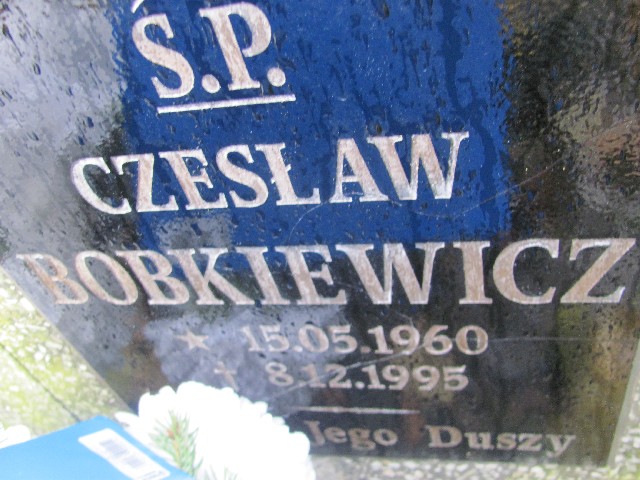 Ś.P.
CZESŁAW
BOBKIEWICZ
★ 15.05.1960
† 8.12.1995
Jego Duszy